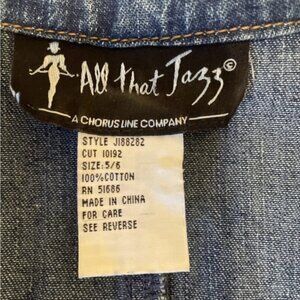 All that Jazz©
A CHORUS LINE COMPANY
STYLE J188282
CUT 10192
SIZE: 5/6
100%COTTON
RN 51686
MADE IN CHINA
FOR CARE
SEE REVERSE